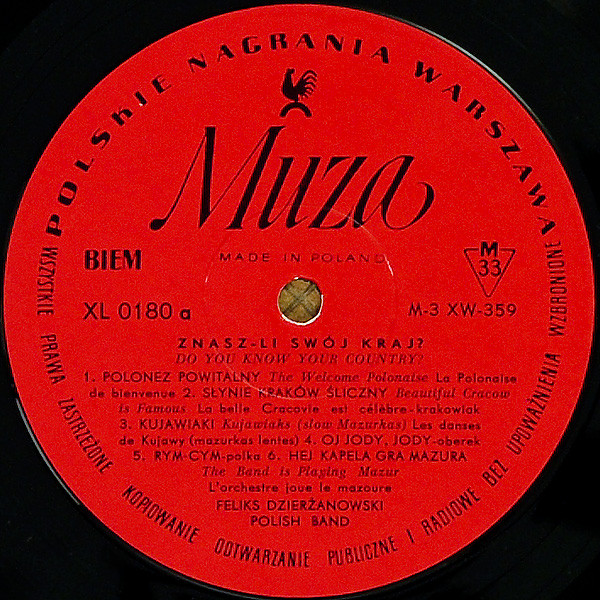 POLSKIE NAGRANIA WARSZAWA
Muza
MADE IN POLAND
BIEM
M
33
XL 0180 a
M-3 XW-359
ZNASZ-LI SWÓJ KRAJ?
DO YOU KNOW YOUR COUNTRY?
1. POLONEZ POWITALNY The Welcome Polonaise La Polonaise
de bienvenue 2. SŁYNIE KRAKÓW ŚLICZNY Beautiful Cracow
is Famous La belle Cracovie est célèbre-krakowiak
3. KUJAWIAKI Kujawiaks (slow Mazurkas) Les danses
de Kujawy (mazurkas lentes) 4. OJ JODY, JODY-oberek
5. RYM-CYM-polka 6. HEJ KAPELA GRA MAZURA
The Band is Playing Mazur
L'orchestre joue le mazoure
FELIKS DZIERŻANOWSKI
POLISH BAND
WSZYSTKIE PRAWA ZASTRZEŻONE KOPIOWANIE ODTWARZANIE PUBLICZNE I RADIOWE BEZ UPOWAŻNIENIA WZBRONIONE